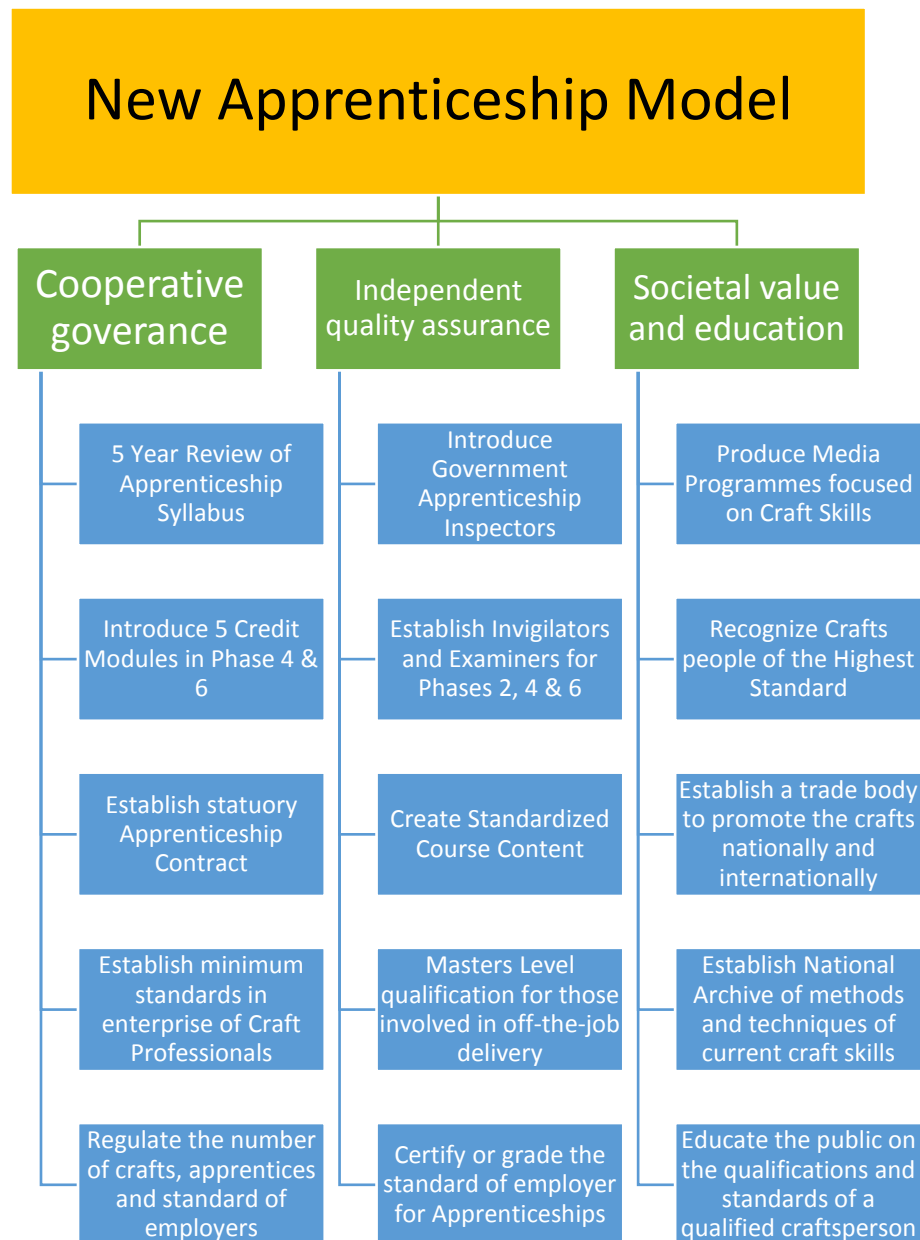 New Apprenticeship Model
Cooperative
goverance
5 Year Review of
Apprenticeship
Syllabus
Introduce 5 Credit
Modules in Phase 4 &
6
Establish statuory
Apprenticeship
Contract
Establish minimum
standards in
enterprise of Craft
Professionals
Regulate the number
of crafts, apprentices
and standard of
employers
Independent
quality assurance
Introduce
Government
Apprenticeship
Inspectors
Establish Invigilators
and Examiners for
Phases 2, 4 & 6
Create Standardized
Course Content
Masters Level
qualification for those
involved in off-the-job
delivery
Certify or grade the
standard of employer
for Apprenticeships
Societal value
and education
Produce Media
Programmes focused
on Craft Skills
Recognize Crafts
people of the Highest
Standard
Establish a trade body
to promote the crafts
nationally and
internationally
Establish National
Archive of methods
and techniques of
current craft skills
Educate the public on
the qualifications and
standards of a
qualified craftsperson